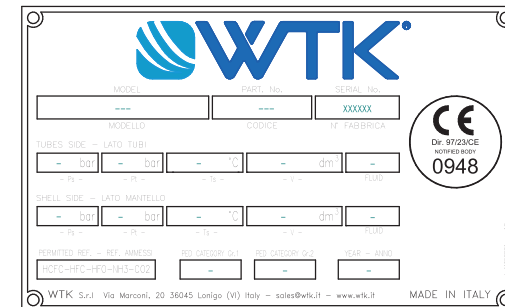 WTK
MODEL PART. No. SERIAL No.
--- --- XXXXXX
MODELLO CODICE N° FABBRICA
CE
Dir. 97/23/CE
NOTIFIED BODY
0948
TUBES SIDE - LATO TUBI
- bar - bar - °C - dm³ -
- Ps - - Pt - - Ts - - V - FLUID
SHELL SIDE - LATO MANTELLO
- bar - bar - °C - dm³ -
- Ps - - Pt - - Ts - - V - FLUID
PERMITTED REF. - REF. AMMESSI PED CATEGORY Gr.1 PED CATEGORY Gr.2 YEAR - ANNO
HCFC-HFC-HFO-NH3-CO2 - - -
WTK S.r.l Via Marconi, 20 36045 Lonigo (VI) Italy - sales@wtk.it - www.wtk.it MADE IN ITALY